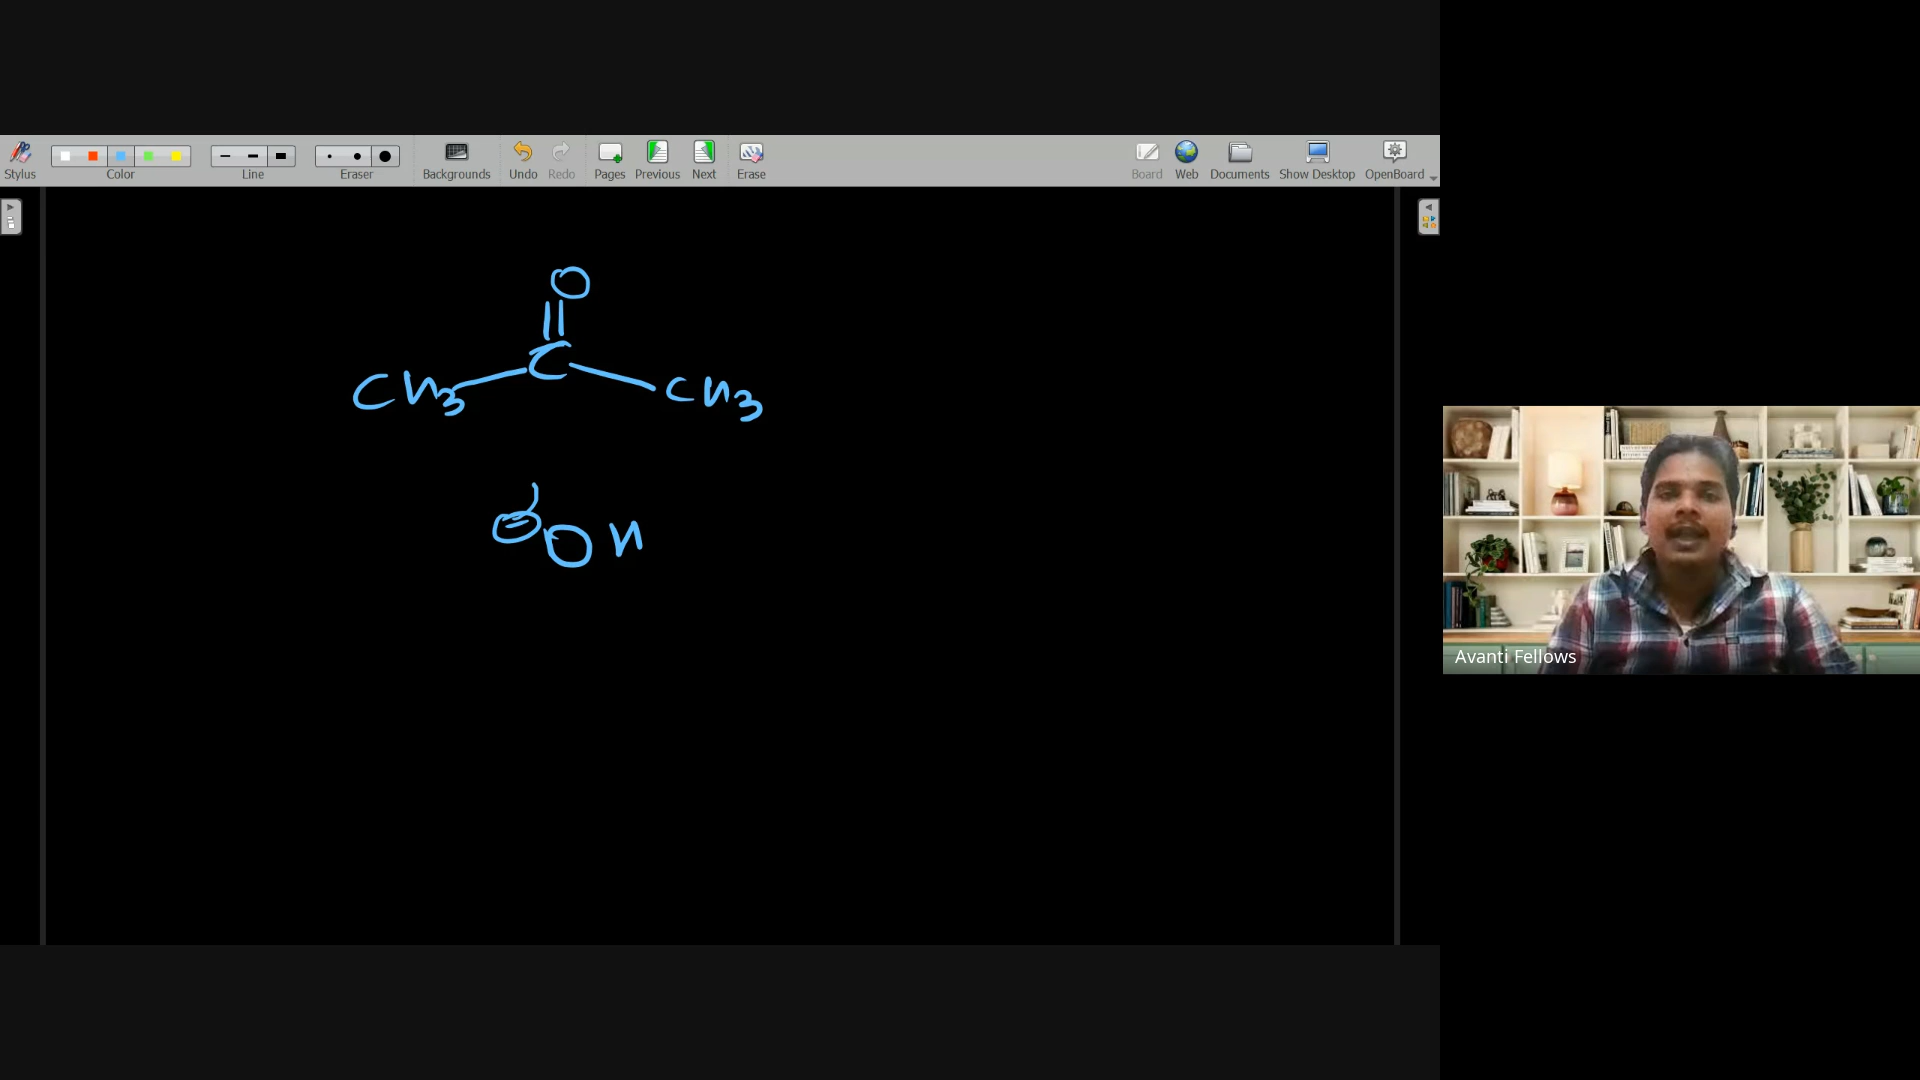 Stylus Color Line Eraser Backgrounds Undo Redo Pages Previous Next Erase Board Web Documents Show Desktop OpenBoard
O
||
C
CH3 CH3
⊖OH
Avanti Fellows